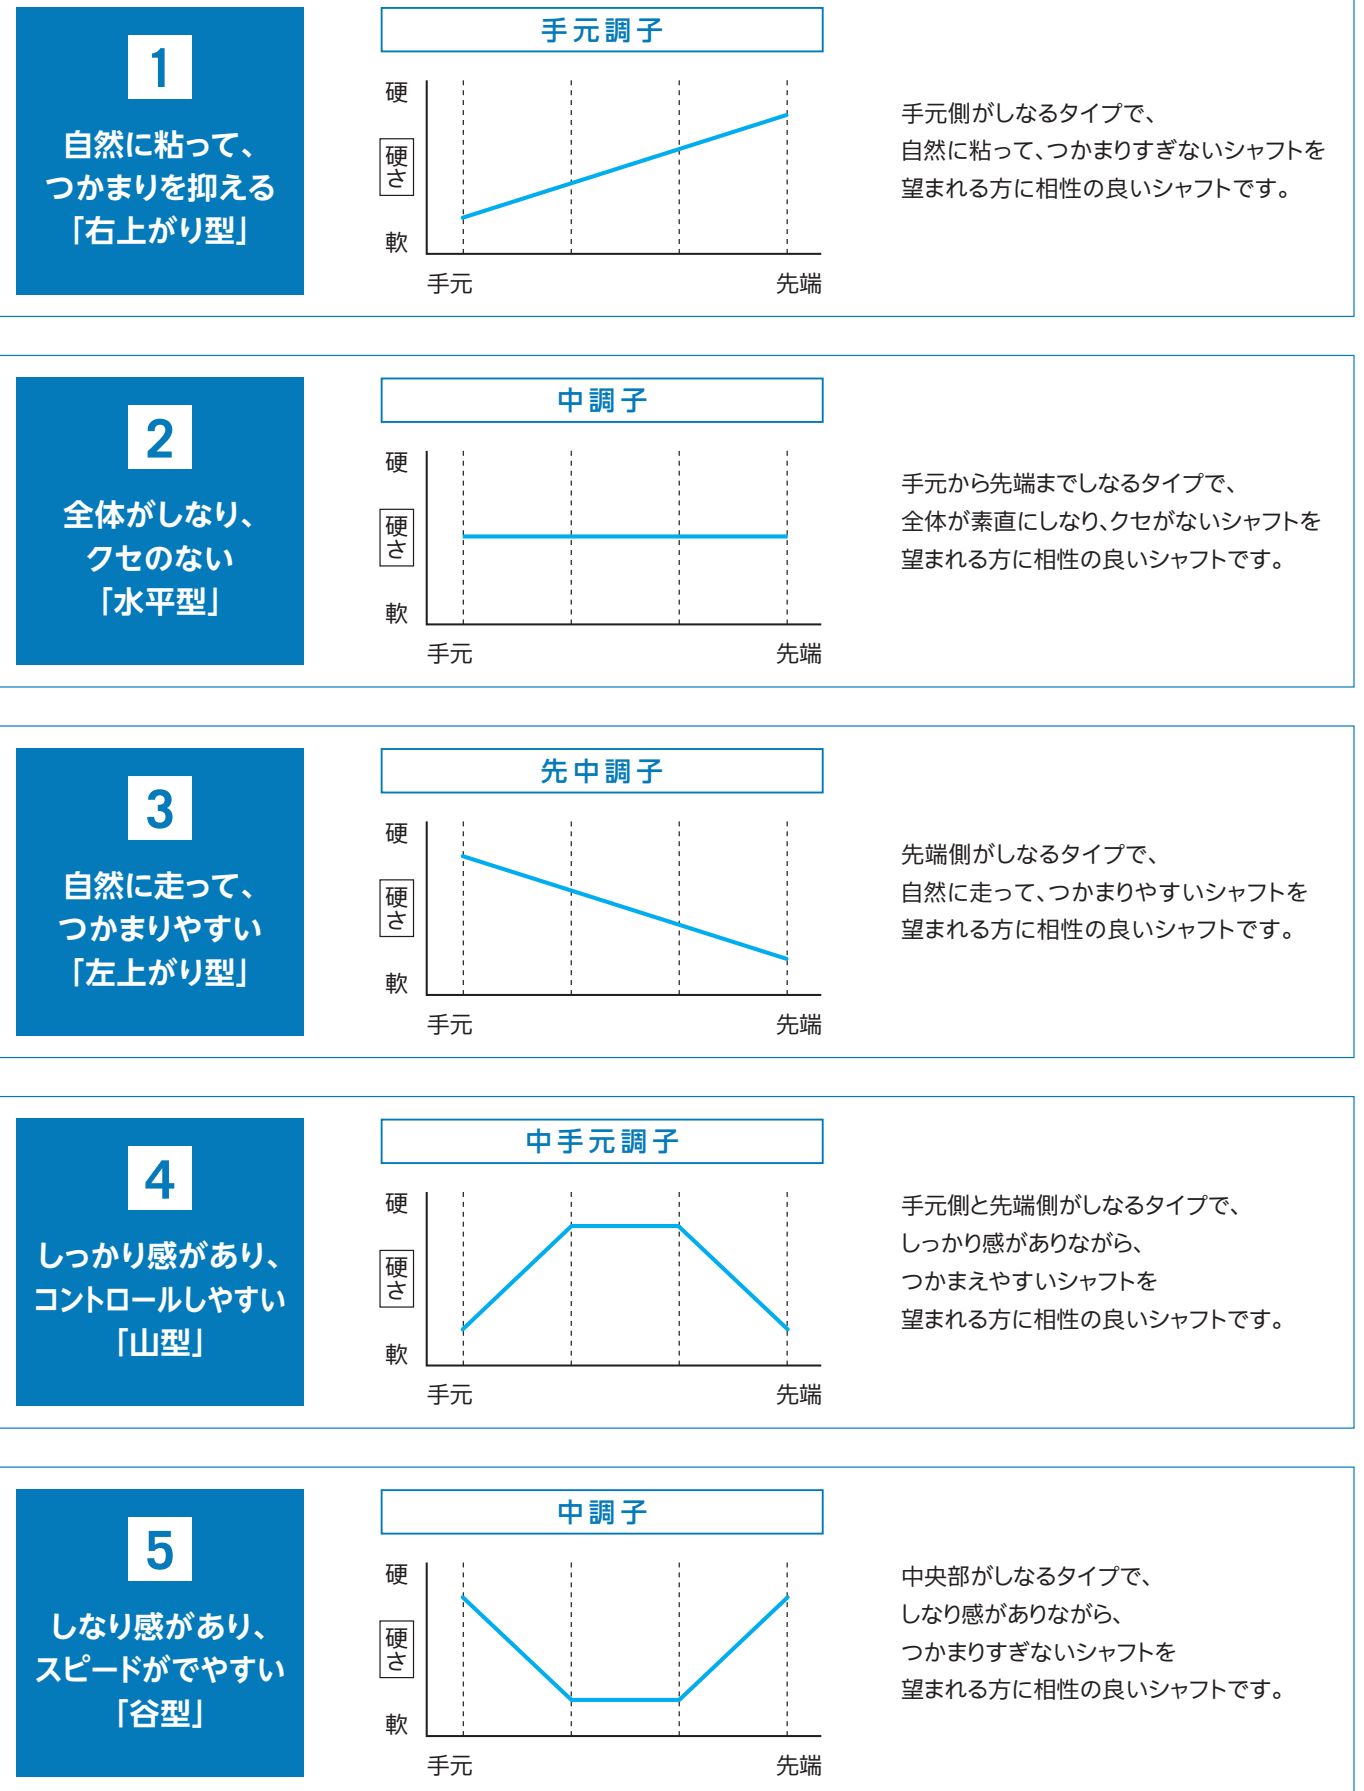 1
自然に粘って、
つかまりを抑える
「右上がり型」
手元調子
硬
硬さ
軟
手元
先端
手元側がしなるタイプで、
自然に粘って、つかまりすぎないシャフトを
望まれる方に相性の良いシャフトです。
2
全体がしなり、
クセのない
「水平型」
中調子
硬
硬さ
軟
手元
先端
手元から先端までしなるタイプで、
全体が素直にしなり、クセがないシャフトを
望まれる方に相性の良いシャフトです。
3
自然に走って、
つかまりやすい
「左上がり型」
先中調子
硬
硬さ
軟
手元
先端
先端側がしなるタイプで、
自然に走って、つかまりやすいシャフトを
望まれる方に相性の良いシャフトです。
4
しっかり感があり、
コントロールしやすい
「山型」
中手元調子
硬
硬さ
軟
手元
先端
手元側と先端側がしなるタイプで、
しっかり感がありながら、
つかまえやすいシャフトを
望まれる方に相性の良いシャフトです。
5
しなり感があり、
スピードがでやすい
「谷型」
中調子
硬
硬さ
軟
手元
先端
中央部がしなるタイプで、
しなり感がありながら、
つかまりすぎないシャフトを
望まれる方に相性の良いシャフトです。